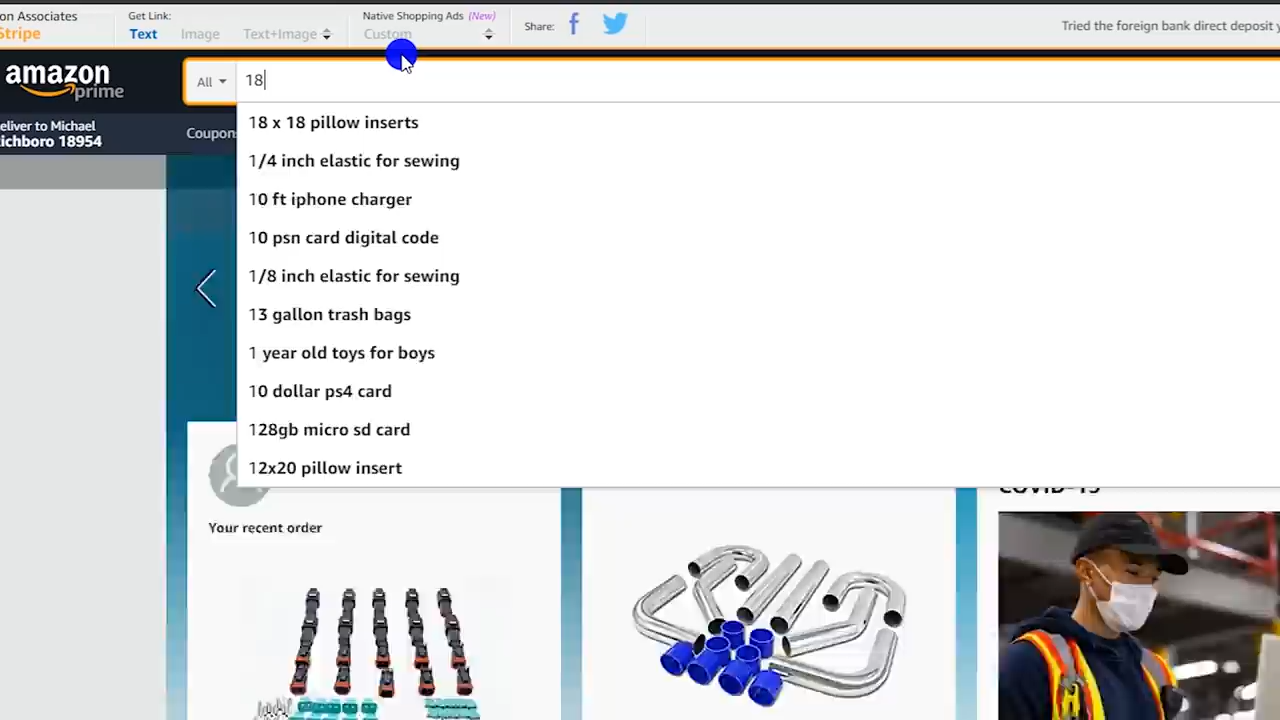 on Associates
Stripe
Get Link:
Text Image Text+Image
Native Shopping Ads (New)
Custom
Share:
Tried the foreign bank direct deposit y
amazon
prime
All
18
eliver to Michael
ichboro 18954
Coupon
18 x 18 pillow inserts
1/4 inch elastic for sewing
10 ft iphone charger
10 psn card digital code
1/8 inch elastic for sewing
13 gallon trash bags
1 year old toys for boys
10 dollar ps4 card
128gb micro sd card
12x20 pillow insert
Your recent order
COVID-19